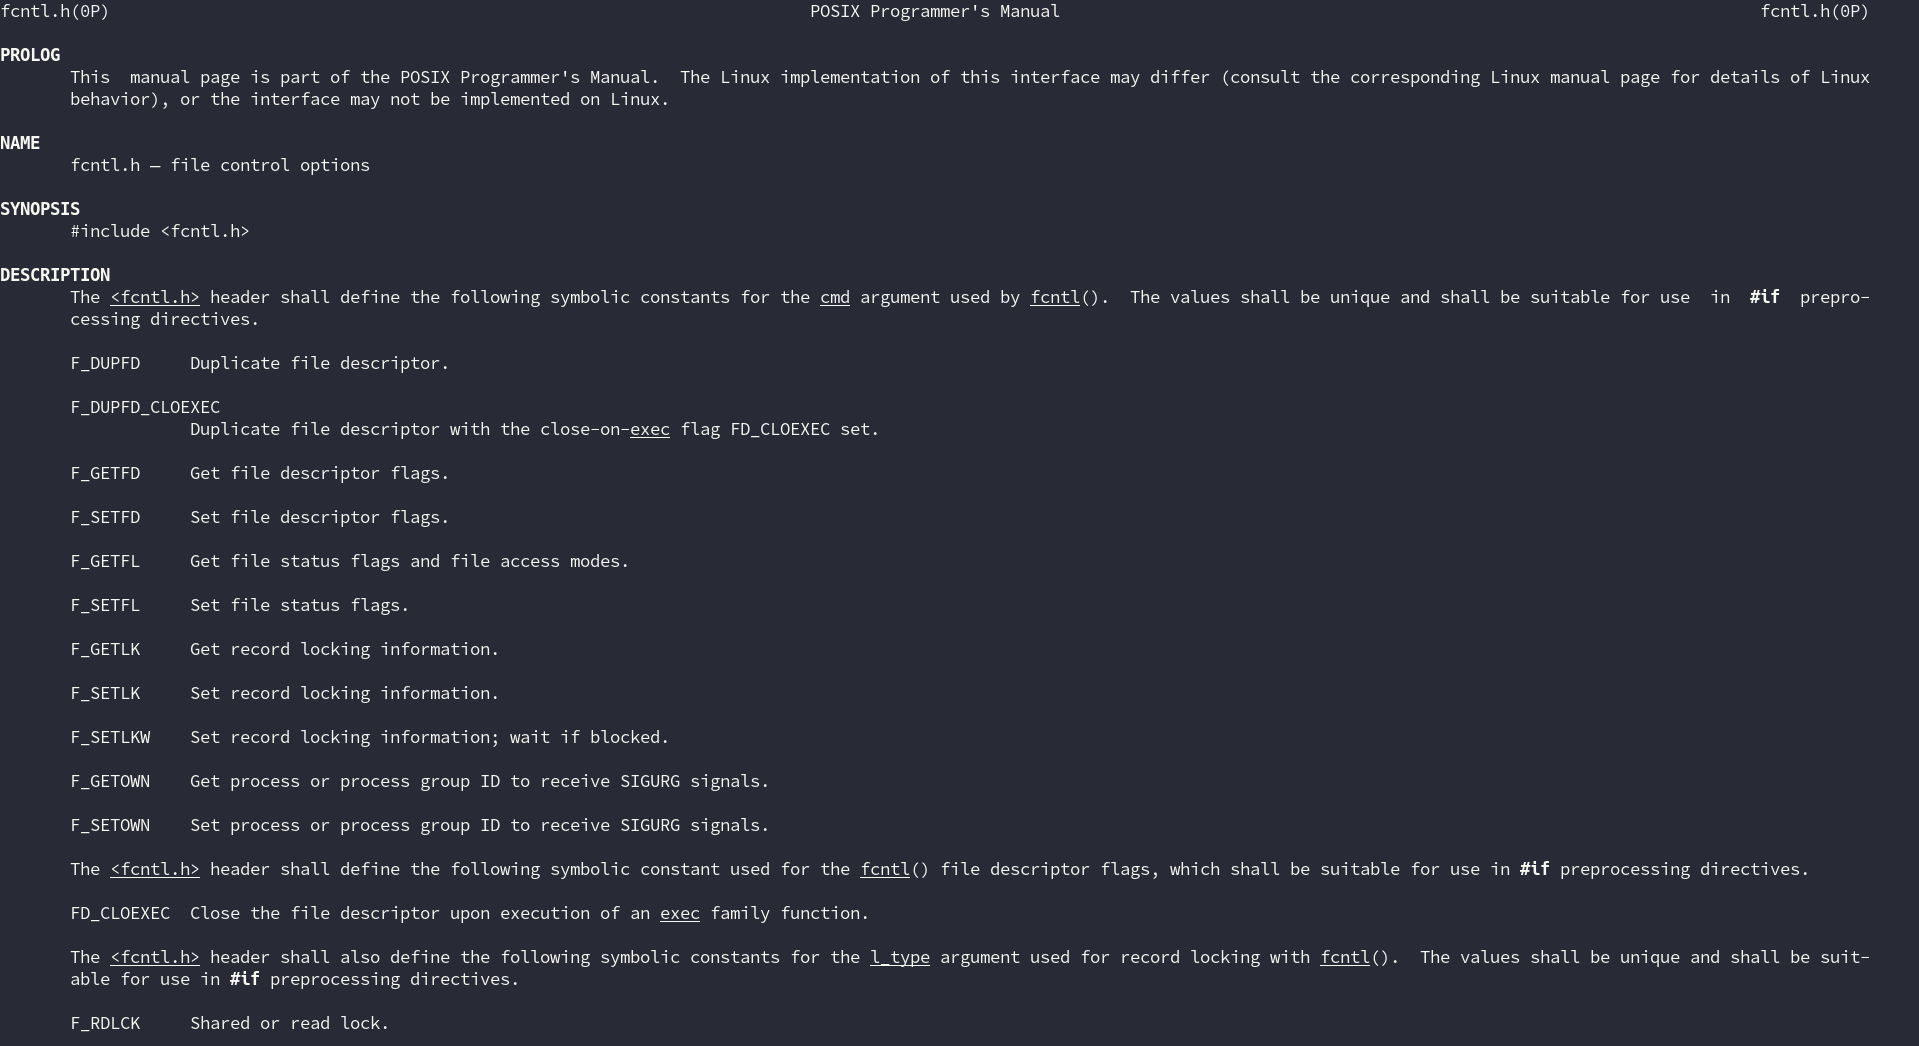 fcntl.h(0P) POSIX Programmer's Manual fcntl.h(0P)
PROLOG
This  manual page is part of the POSIX Programmer's Manual.  The Linux implementation of this interface may differ (consult the corresponding Linux manual page for details of Linux
behavior), or the interface may not be implemented on Linux.
NAME
fcntl.h — file control options
SYNOPSIS
#include <fcntl.h>
DESCRIPTION
The <fcntl.h> header shall define the following symbolic constants for the cmd argument used by fcntl().  The values shall be unique and shall be suitable for use  in  #if  prepro‐
cessing directives.
F_DUPFD     Duplicate file descriptor.
F_DUPFD_CLOEXEC
Duplicate file descriptor with the close-on-exec flag FD_CLOEXEC set.
F_GETFD     Get file descriptor flags.
F_SETFD     Set file descriptor flags.
F_GETFL     Get file status flags and file access modes.
F_SETFL     Set file status flags.
F_GETLK     Get record locking information.
F_SETLK     Set record locking information.
F_SETLKW    Set record locking information; wait if blocked.
F_GETOWN    Get process or process group ID to receive SIGURG signals.
F_SETOWN    Set process or process group ID to receive SIGURG signals.
The <fcntl.h> header shall define the following symbolic constant used for the fcntl() file descriptor flags, which shall be suitable for use in #if preprocessing directives.
FD_CLOEXEC  Close the file descriptor upon execution of an exec family function.
The <fcntl.h> header shall also define the following symbolic constants for the l_type argument used for record locking with fcntl().  The values shall be unique and shall be suit‐
able for use in #if preprocessing directives.
F_RDLCK     Shared or read lock.